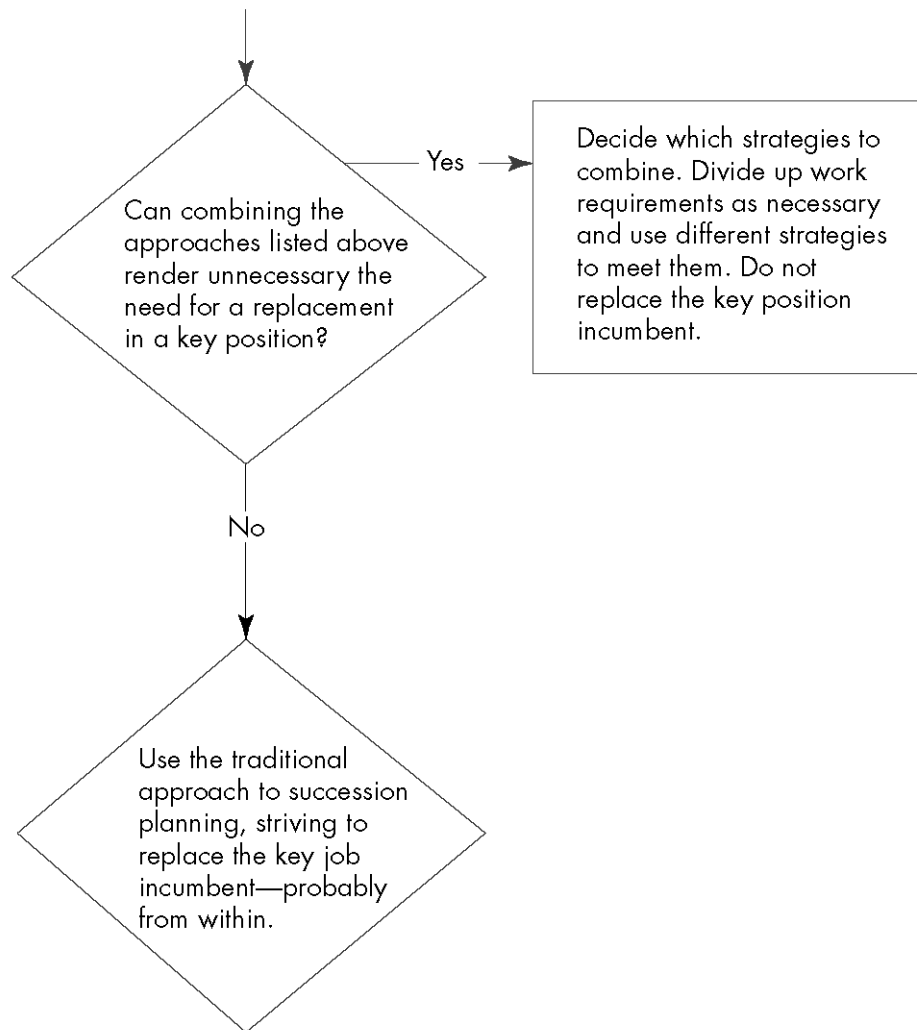 Can combining the
approaches listed above
render unnecessary the
need for a replacement
in a key position?
Yes
Decide which strategies to
combine. Divide up work
requirements as necessary
and use different strategies
to meet them. Do not
replace the key position
incumbent.
No
Use the traditional
approach to succession
planning, striving to
replace the key job
incumbent—probably
from within.